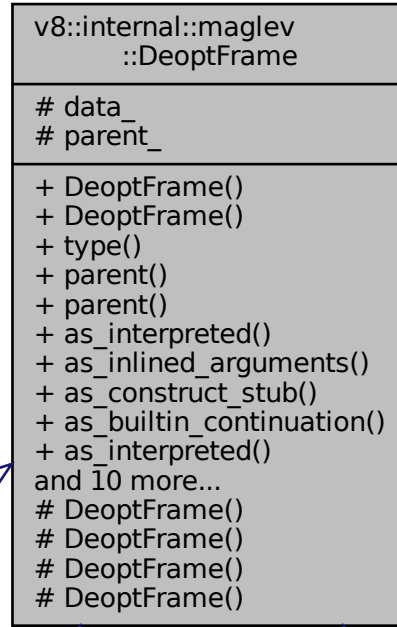 v8::internal::maglev
::DeoptFrame
# data_
# parent_
+ DeoptFrame()
+ DeoptFrame()
+ type()
+ parent()
+ parent()
+ as_interpreted()
+ as_inlined_arguments()
+ as_construct_stub()
+ as_builtin_continuation()
+ as_interpreted()
and 10 more...
# DeoptFrame()
# DeoptFrame()
# DeoptFrame()
# DeoptFrame()